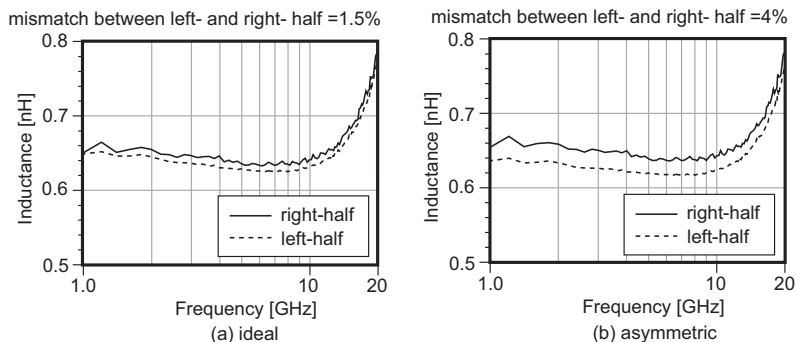 mismatch between left- and right- half =1.5%
0.8
0.7
0.6
0.5
Inductance [nH]
right-half
left-half
1.0
10
20
Frequency [GHz]
(a) ideal
mismatch between left- and right- half =4%
0.8
0.7
0.6
0.5
Inductance [nH]
right-half
left-half
1.0
10
20
Frequency [GHz]
(b) asymmetric